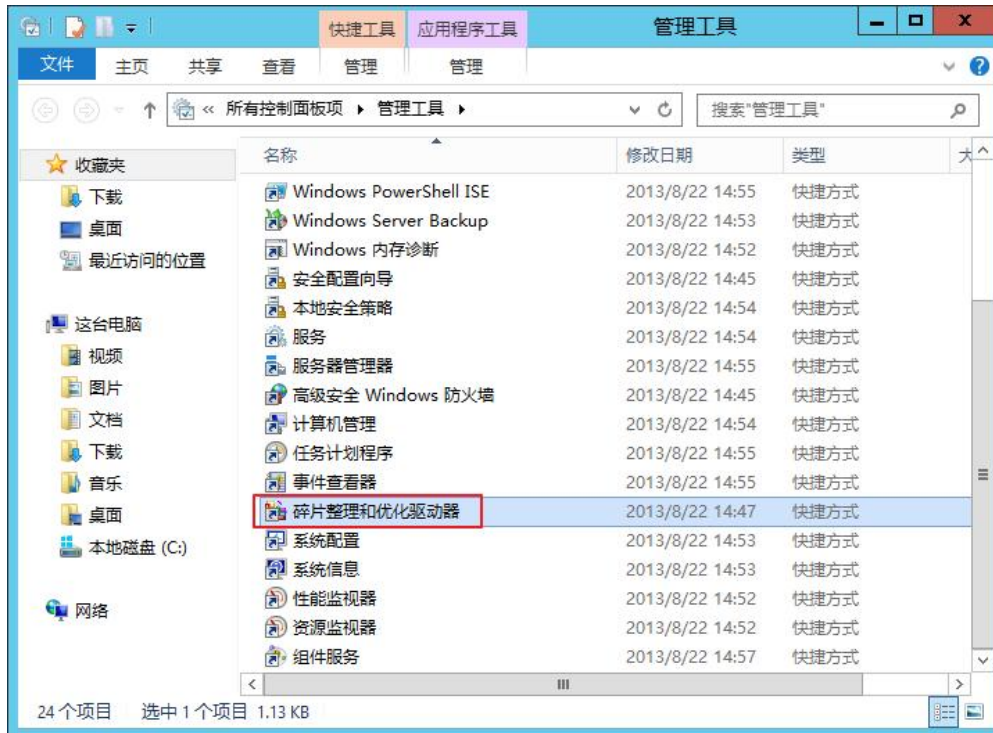 快捷工具 应用程序工具 管理工具
文件 主页 共享 查看 管理 管理
« 所有控制面板项 ▸ 管理工具 ▸ 搜索"管理工具"
名称 修改日期 类型 大
收藏夹
下载
桌面
最近访问的位置
这台电脑
视频
图片
文档
下载
音乐
桌面
本地磁盘 (C:)
网络
Windows PowerShell ISE 2013/8/22 14:55 快捷方式
Windows Server Backup 2013/8/22 14:53 快捷方式
Windows 内存诊断 2013/8/22 14:52 快捷方式
安全配置向导 2013/8/22 14:45 快捷方式
本地安全策略 2013/8/22 14:54 快捷方式
服务 2013/8/22 14:54 快捷方式
服务器管理器 2013/8/22 14:55 快捷方式
高级安全 Windows 防火墙 2013/8/22 14:45 快捷方式
计算机管理 2013/8/22 14:54 快捷方式
任务计划程序 2013/8/22 14:55 快捷方式
事件查看器 2013/8/22 14:55 快捷方式
碎片整理和优化驱动器 2013/8/22 14:47 快捷方式
系统配置 2013/8/22 14:53 快捷方式
系统信息 2013/8/22 14:53 快捷方式
性能监视器 2013/8/22 14:52 快捷方式
资源监视器 2013/8/22 14:52 快捷方式
组件服务 2013/8/22 14:57 快捷方式
24 个项目 选中 1 个项目 1.13 KB